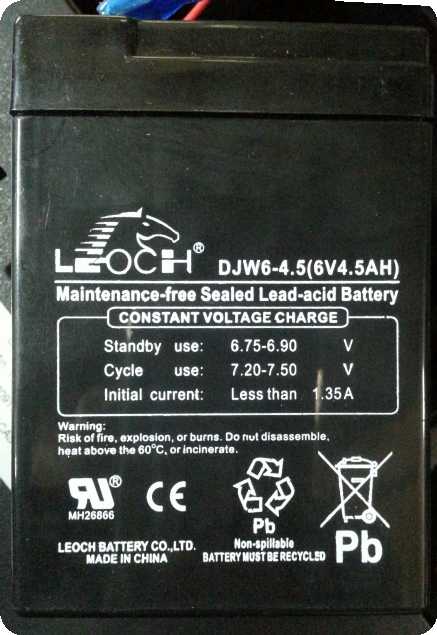 LEOCH®
DJW6-4.5(6V4.5AH)
Maintenance-free Sealed Lead-acid Battery
CONSTANT VOLTAGE CHARGE
Standby use: 6.75-6.90 V
Cycle use: 7.20-7.50 V
Initial current: Less than 1.35A
Warning:
Risk of fire, explosion, or burns. Do not disassemble,
heat above the 60°C, or incinerate.
RU®
MH26866
CE
Pb
Non-spillable
BATTERY MUST BE RECYCLED
Pb
LEOCH BATTERY CO.,LTD.
MADE IN CHINA